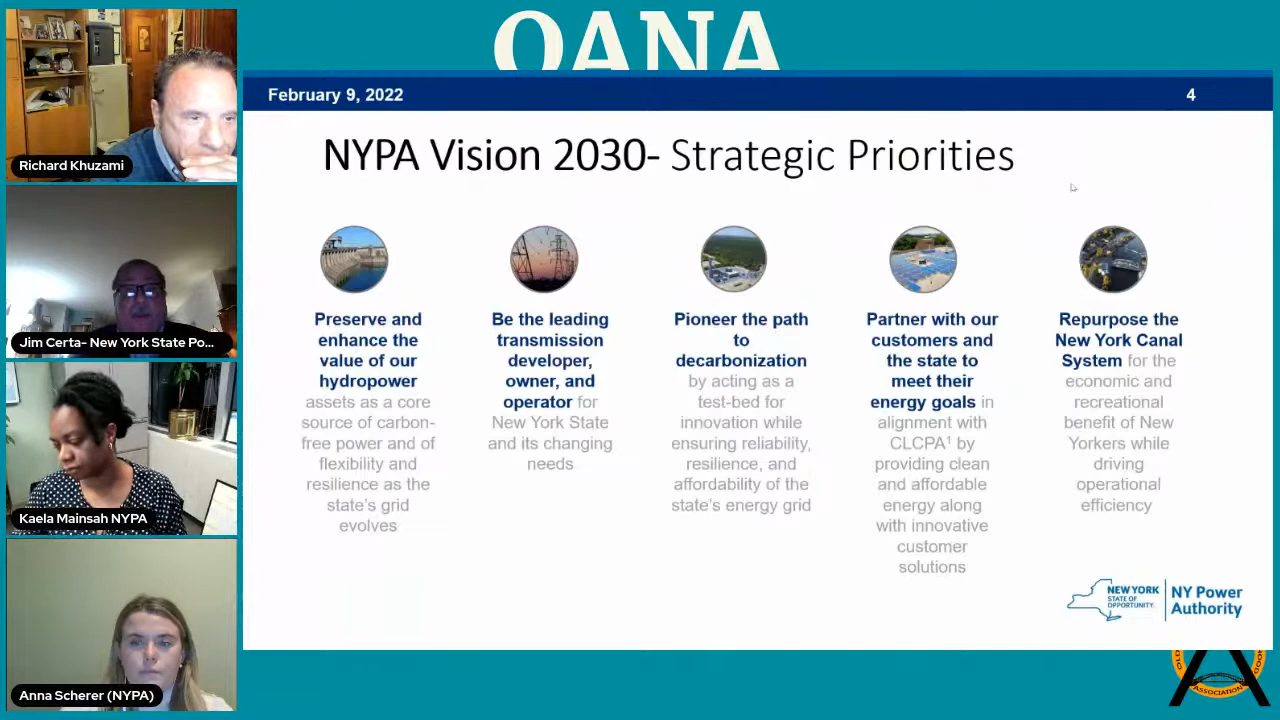 OANA
February 9, 2022
4
NYPA Vision 2030- Strategic Priorities
Preserve and
enhance the
value of our
hydropower
assets as a core
source of carbon-
free power and of
flexibility and
resilience as the
state's grid
evolves
Be the leading
transmission
developer,
owner, and
operator for
New York State
and its changing
needs
Pioneer the path
to
decarbonization
by acting as a
test-bed for
innovation while
ensuring reliability,
resilience, and
affordability of the
state's energy grid
Partner with our
customers and
the state to
meet their
energy goals in
alignment with
CLCPA¹ by
providing clean
and affordable
energy along
with innovative
customer
solutions
Repurpose the
New York Canal
System for the
economic and
recreational
benefit of New
Yorkers while
driving
operational
efficiency
NEW YORK
STATE OF
OPPORTUNITY.
NY Power
Authority
Richard Khuzami
Jim Certa- New York State Po...
Kaela Mainsah NYPA
Anna Scherer (NYPA)
ASSOCIATION